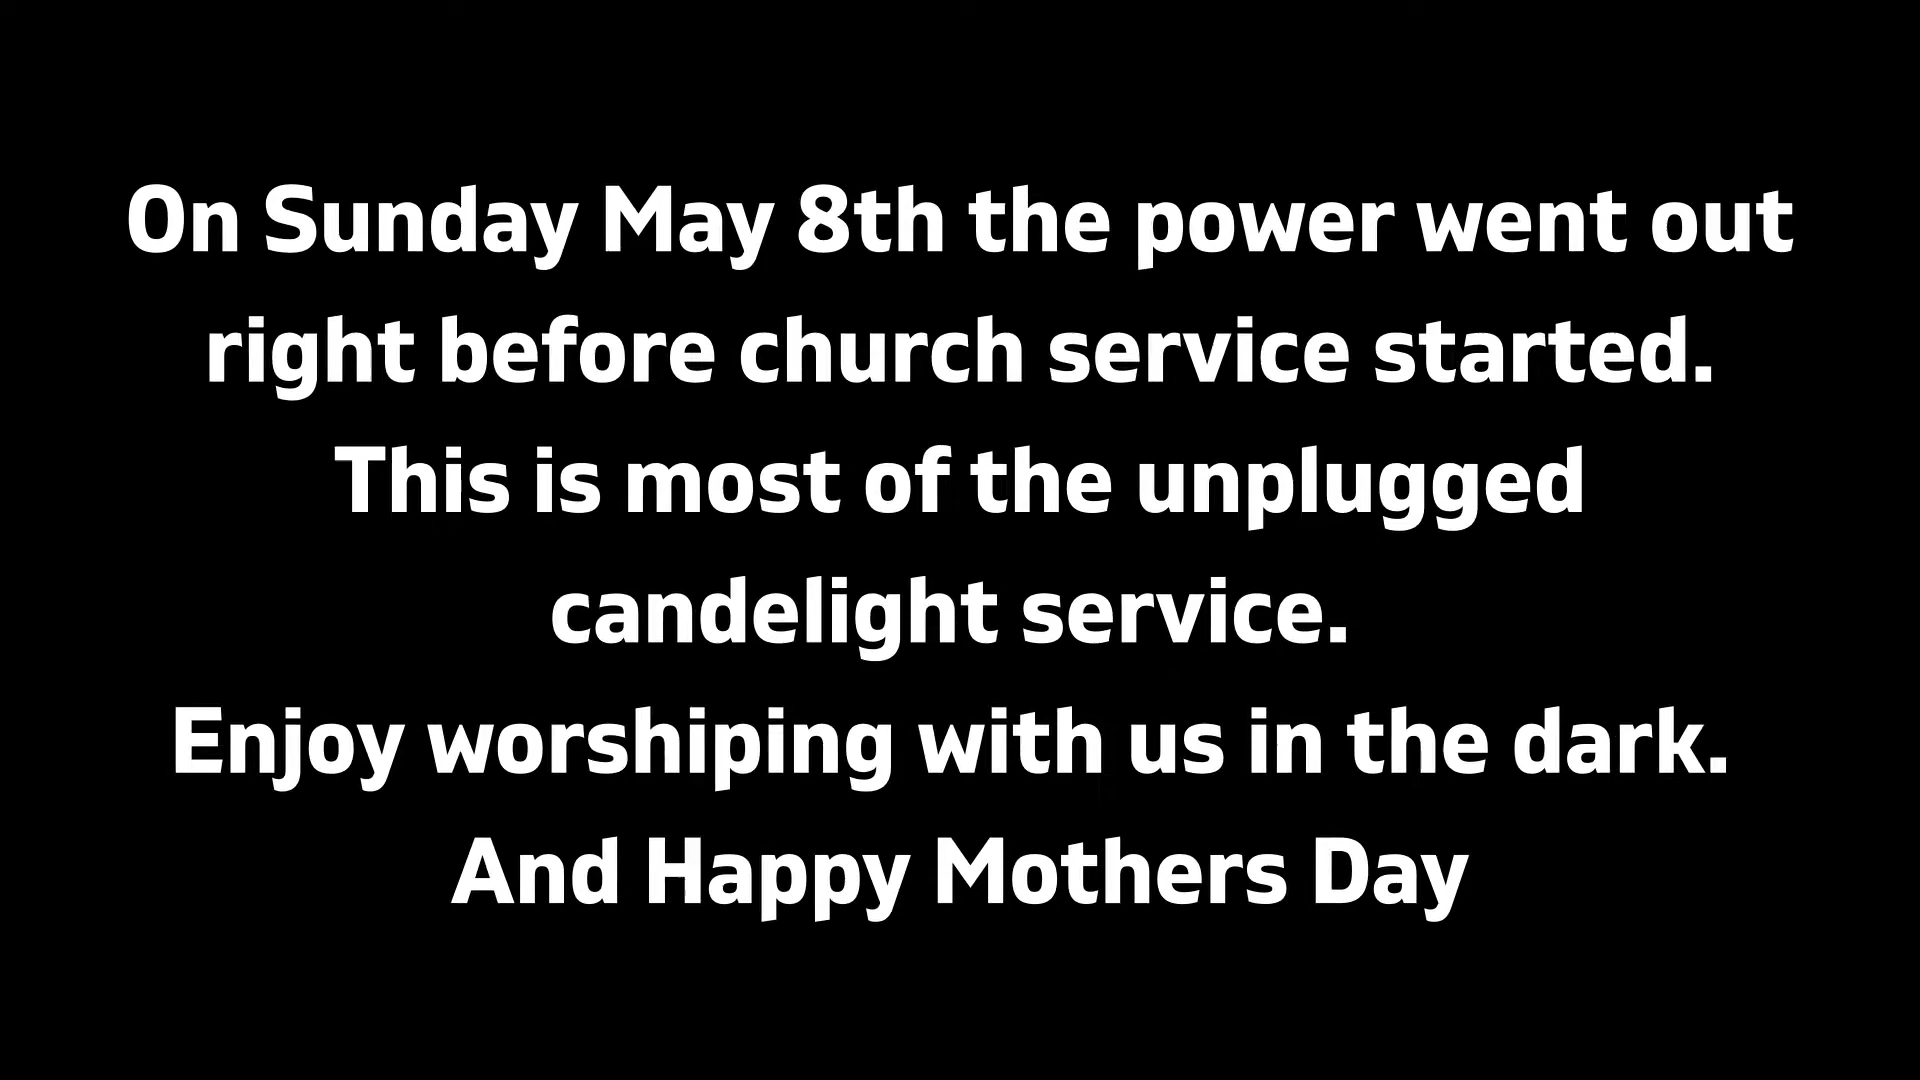 On Sunday May 8th the power went out
right before church service started.
This is most of the unplugged
candelight service.
Enjoy worshiping with us in the dark.
And Happy Mothers Day